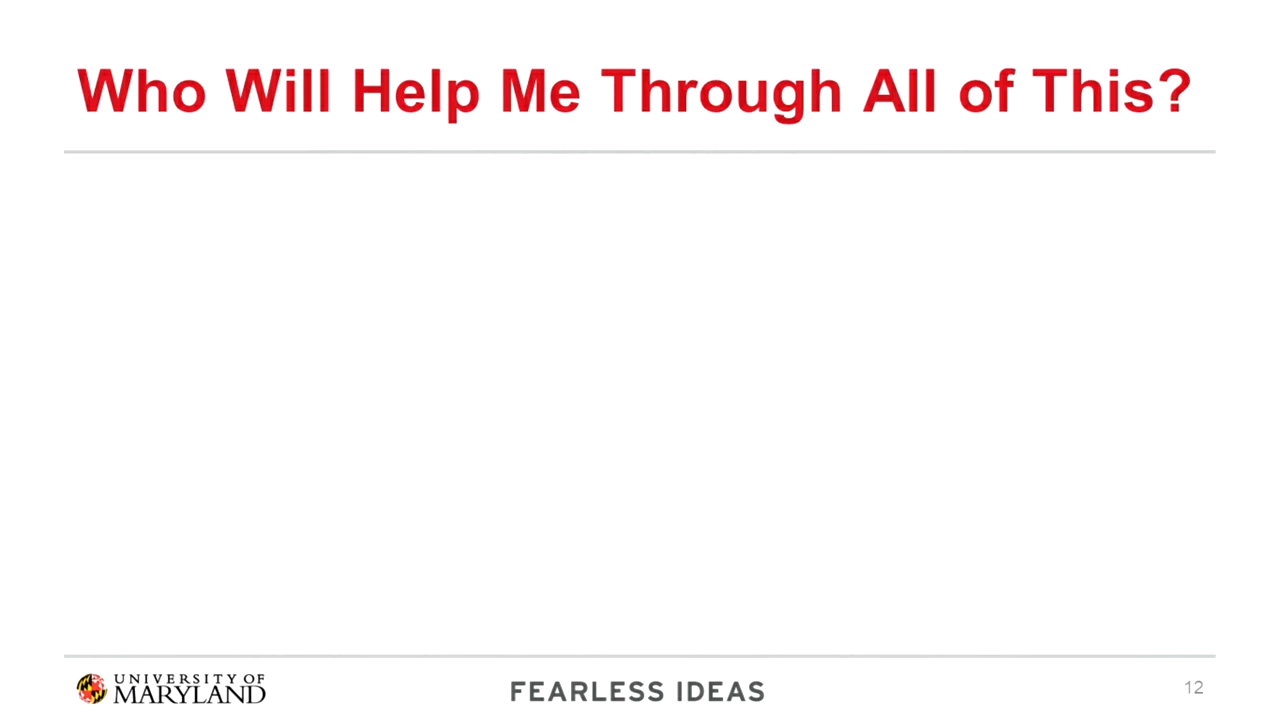 Who Will Help Me Through All of This?
UNIVERSITY OF
MARYLAND
FEARLESS IDEAS
12